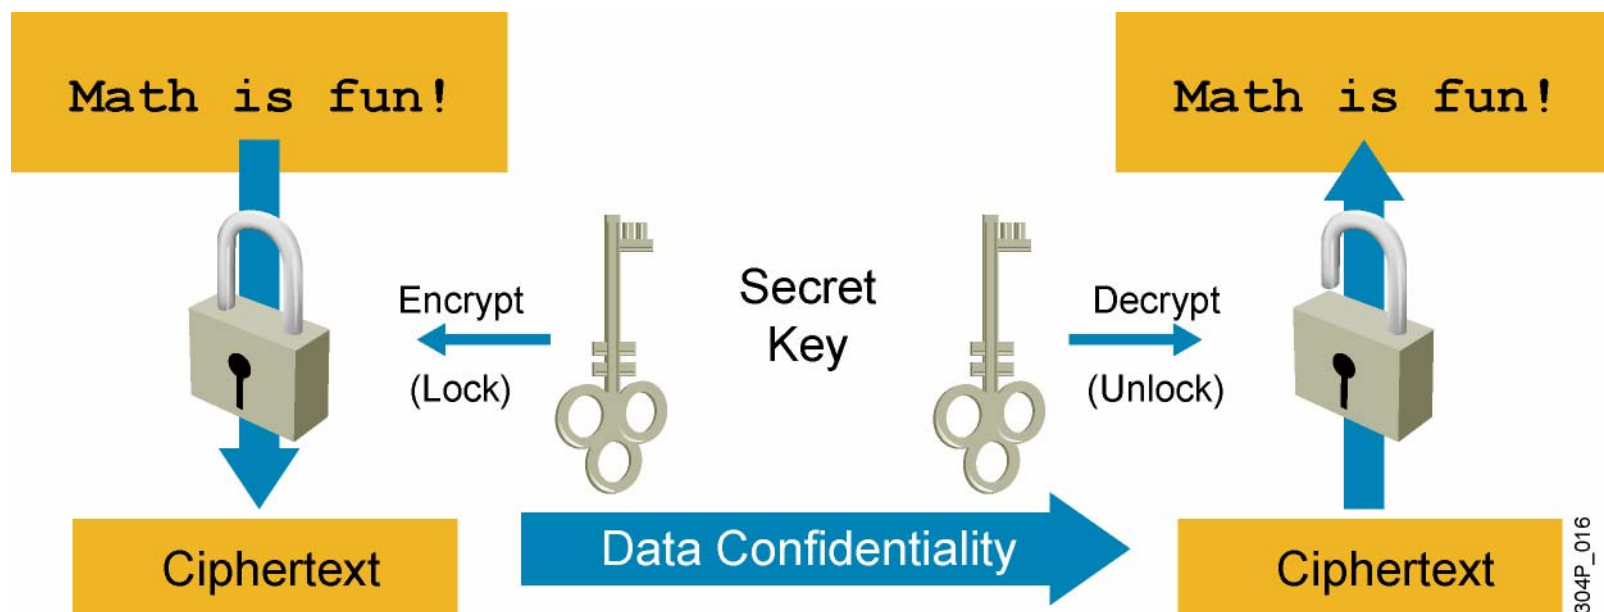 Math is fun!
Math is fun!
Encrypt
(Lock)
Secret
Key
Decrypt
(Unlock)
Ciphertext
Data Confidentiality
Ciphertext
304P_016